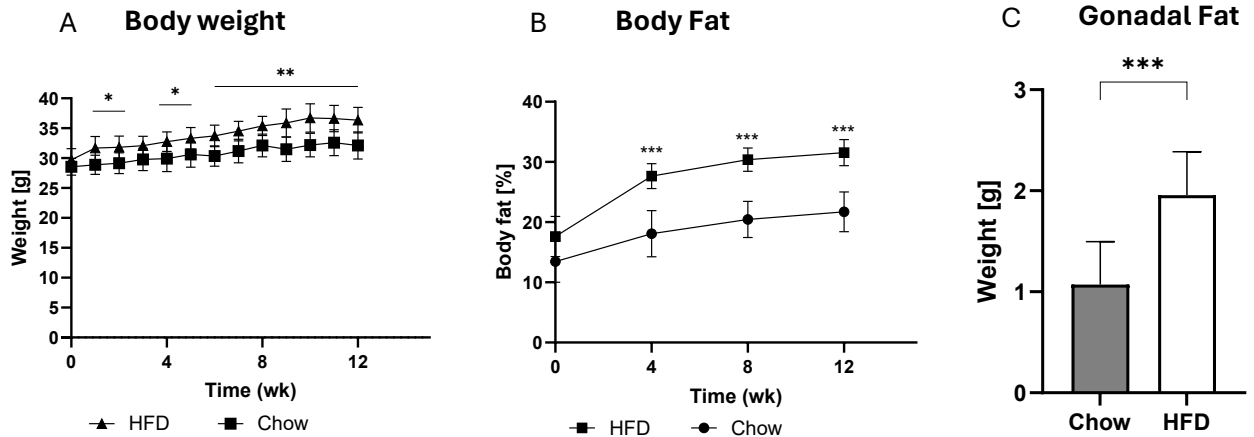 A Body weight
* * **
40
35
30
25
20
15
10
5
0
Weight [g]
0 4 8 12
Time (wk)
HFD Chow
B Body Fat
*** *** ***
40
30
20
10
0
Body fat [%]
0 4 8 12
Time (wk)
HFD Chow
C Gonadal Fat
***
3
2
1
0
Weight [g]
Chow HFD